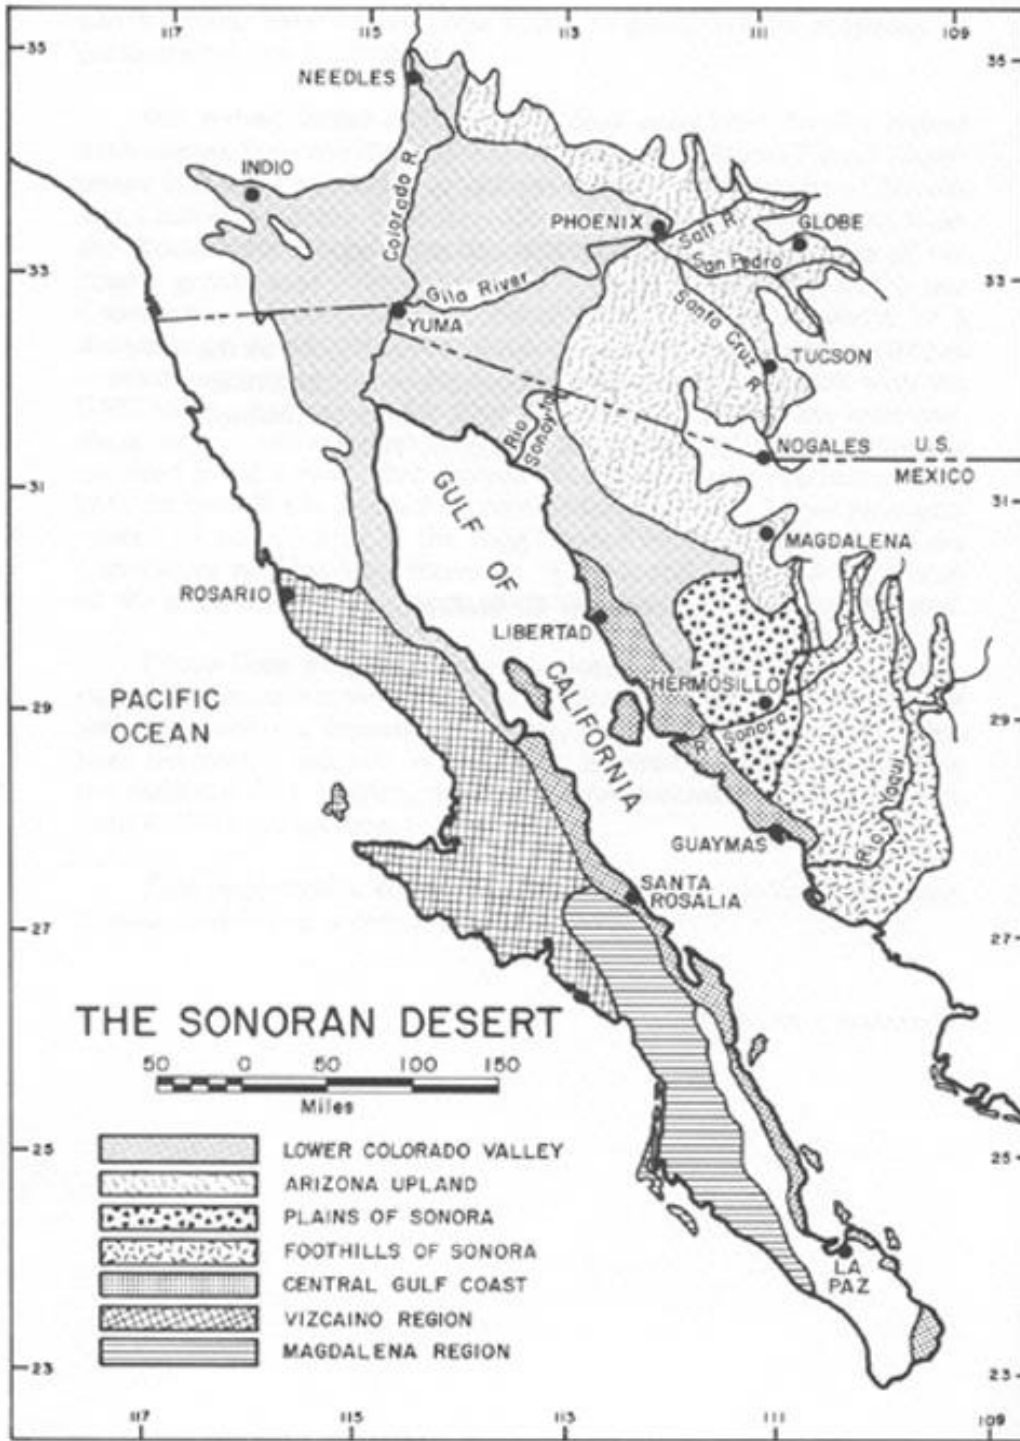 117
115
113
111
109
35
35
NEEDLES
INDIO
Colorado R.
PHOENIX
Salt R.
GLOBE
San Pedro
33
33
Gila River
YUMA
Santa Cruz R.
TUCSON
Rio
Sonoyta
NOGALES
U.S.
MEXICO
31
31
GULF OF CALIFORNIA
MAGDALENA
ROSARIO
LIBERTAD
HERMOSILLO
PACIFIC
OCEAN
29
29
R. Sonora
Rio Yaqui
GUAYMAS
SANTA
ROSALIA
27
27
THE SONORAN DESERT
50 0 50 100 150
Miles
LOWER COLORADO VALLEY
ARIZONA UPLAND
PLAINS OF SONORA
FOOTHILLS OF SONORA
CENTRAL GULF COAST
VIZCAINO REGION
MAGDALENA REGION
25
25
LA
PAZ
23
23
117
115
113
111
109